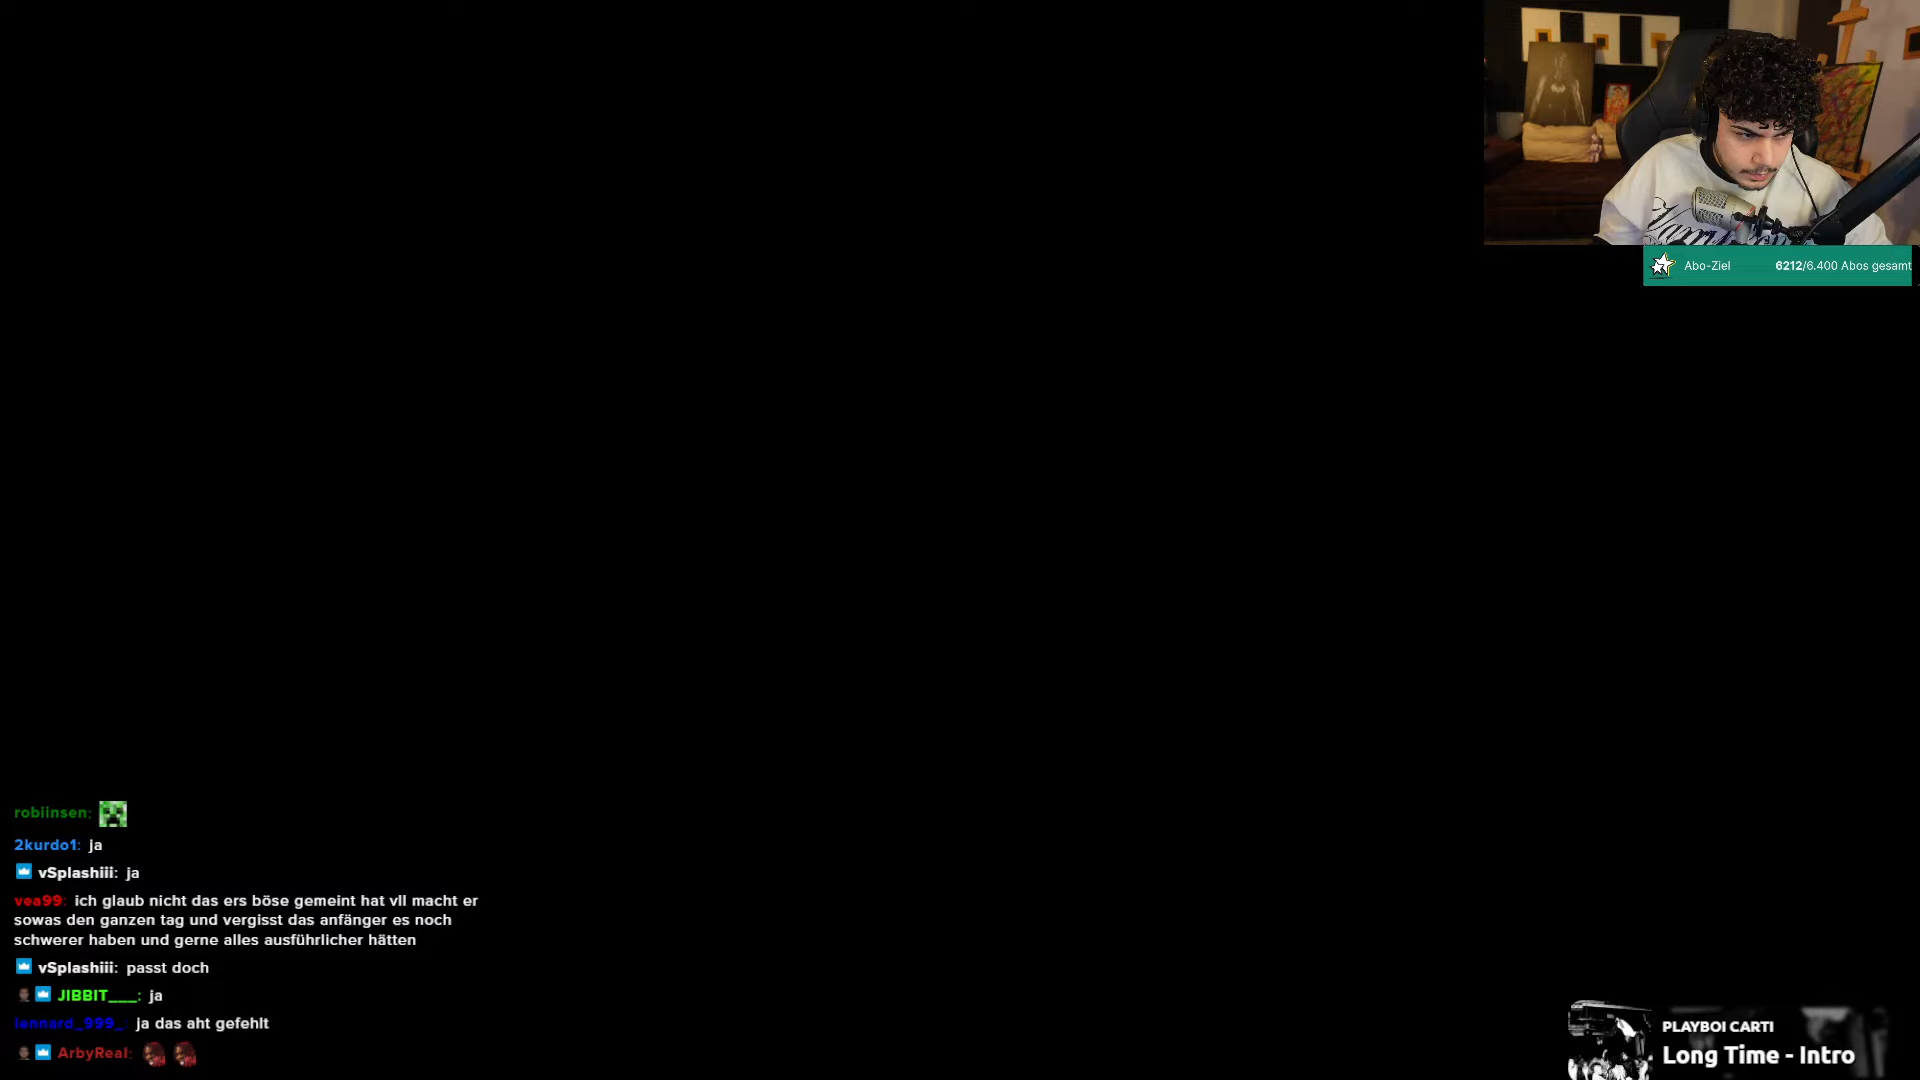 Abo-Ziel 6212/6.400 Abos gesamt
robiinsen:
2kurdo1: ja
vSplashiii: ja
vea99: ich glaub nicht das ers böse gemeint hat vll macht er
sowas den ganzen tag und vergisst das anfänger es noch
schwerer haben und gerne alles ausführlicher hätten
vSplashiii: passt doch
JIBBIT___: ja
lennard_999_: ja das aht gefehlt
ArbyReal:
PLAYBOI CARTI
Long Time - Intro